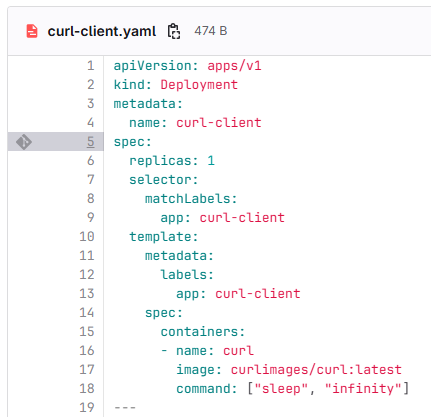 curl-client.yaml 474 B
1 apiVersion: apps/v1
2 kind: Deployment
3 metadata:
4   name: curl-client
5 spec:
6   replicas: 1
7   selector:
8     matchLabels:
9       app: curl-client
10   template:
11     metadata:
12       labels:
13         app: curl-client
14     spec:
15       containers:
16       - name: curl
17         image: curlimages/curl:latest
18         command: ["sleep", "infinity"]
19 ---